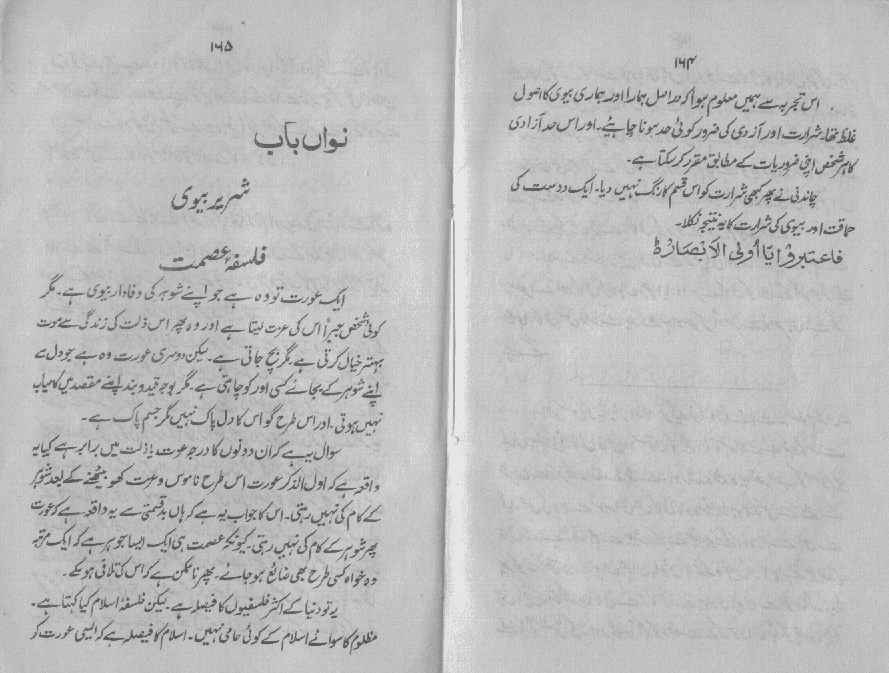 ۱۶۴
اس تجربہ سے ہمیں معلوم ہوا کہ دراصل ہمارا اور ہماری بیوی کا اصول
غلط تھا۔ شرارت اور آزادی کی ضرور کوئی حد ہونا چاہیئے۔ اور اس حد آزادی
کا ہر شخص اپنی ضروریات کے مطابق مقرر کر سکتا ہے۔
چاندنی نے پھر کبھی شرارت کو اس قسم کا رنگ نہیں دیا۔ ایک دوست کی
حماقت اور بیوی کی شرارت کا یہ نتیجہ نکلا۔
فاعتبروْا یٓا اُولی الاَبْصَار ْہ
۱۶۵
نواں باب
شریر بیوی
فلسفۂ عصمت
ایک عورت تو وہ ہے جو اپنے شوہر کی وفادار بیوی ہے۔ مگر
کوئی شخص جبراً اس کی عزت لیتا ہے اور وہ پھر اس ذلت کی زندگی سے موت
بہتر خیال کرتی ہے۔ مگر بچ جاتی ہے۔ لیکن دوسری عورت وہ ہے جو دل سے
اپنے شوہر کے بجائے کسی اور کو چاہتی ہے۔ مگر بوجہ قید و بند اپنے مقصد میں کامیاب
نہیں ہوتی۔ اور اس طرح گو اس کا دل پاک نہیں مگر جسم پاک ہے۔
سوال یہ ہے کہ ان دونوں کا درجہ عزت یا ذلت میں برابر ہے کیا یہ
واقعہ ہے کہ اول الذکر عورت اس طرح ناموس و عزت کھو بیٹھنے کے بعد شوہر
کے کام کی نہیں رہتی۔ اس کا جواب یہ ہے کہ ہاں بدقسمتی سے یہ واقعہ ہے کہ عورت
پھر شوہر کے کام کی نہیں رہتی۔ کیونکہ عصمت ہی ایک ایسا جوہر ہے کہ ایک مرتبہ
وہ خواہ کسی طرح بھی ضائع ہو جائے۔ پھر ناممکن ہے کہ اس کی تلافی ہو سکے۔
یہ تو دنیا کے اکثر فلسفیوں کا فیصلہ ہے۔ لیکن فلسفۂ اسلام کیا کہتا ہے۔
مظلوم کا سوائے اسلام کے کوئی حامی نہیں۔ اسلام کا فیصلہ ہے کہ ایسی عورت گو